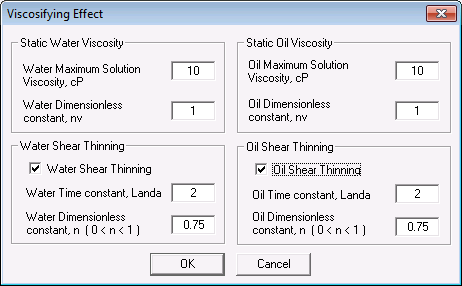 Viscosifying Effect
Static Water Viscosity
Water Maximum Solution
Viscosity, cP
10
Water Dimensionless
constant, nv
1
Static Oil Viscosity
Oil Maximum Solution
Viscosity, cP
10
Oil Dimensionless
constant, nv
1
Water Shear Thinning
Water Shear Thinning
Water Time constant, Landa
2
Water Dimensionless
constant, n ( 0 < n < 1 )
0.75
Oil Shear Thinning
Oil Shear Thinning
Oil Time constant, Landa
2
Oil Dimensionless
constant, n ( 0 < n < 1 )
0.75
OK
Cancel